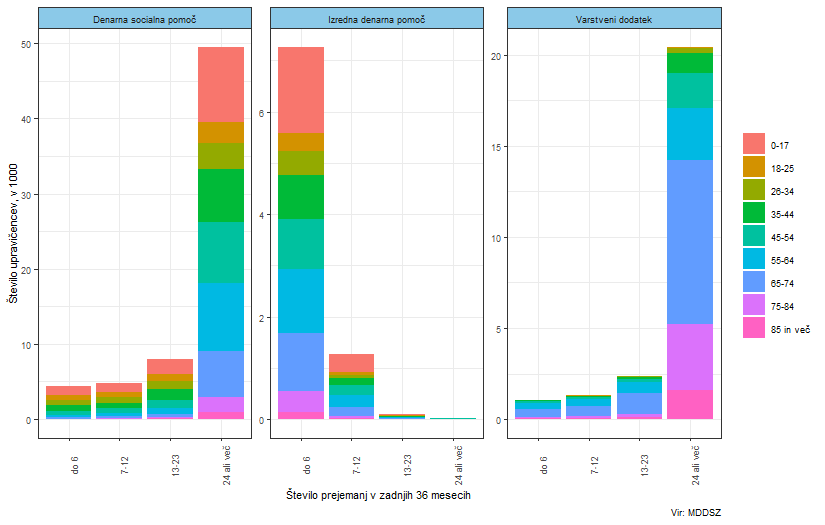 Denarna socialna pomoč
Izredna denarna pomoč
Varstveni dodatek
Število upravičencev, v 1000
50
40
30
20
10
0
6
4
2
0
20
15
10
5
0
do 6
7-12
13-23
24 ali več
do 6
7-12
13-23
24 ali več
do 6
7-12
13-23
24 ali več
Število prejemanj v zadnjih 36 mesecih
0-17
18-25
26-34
35-44
45-54
55-64
65-74
75-84
85 in več
Vir: MDDSZ